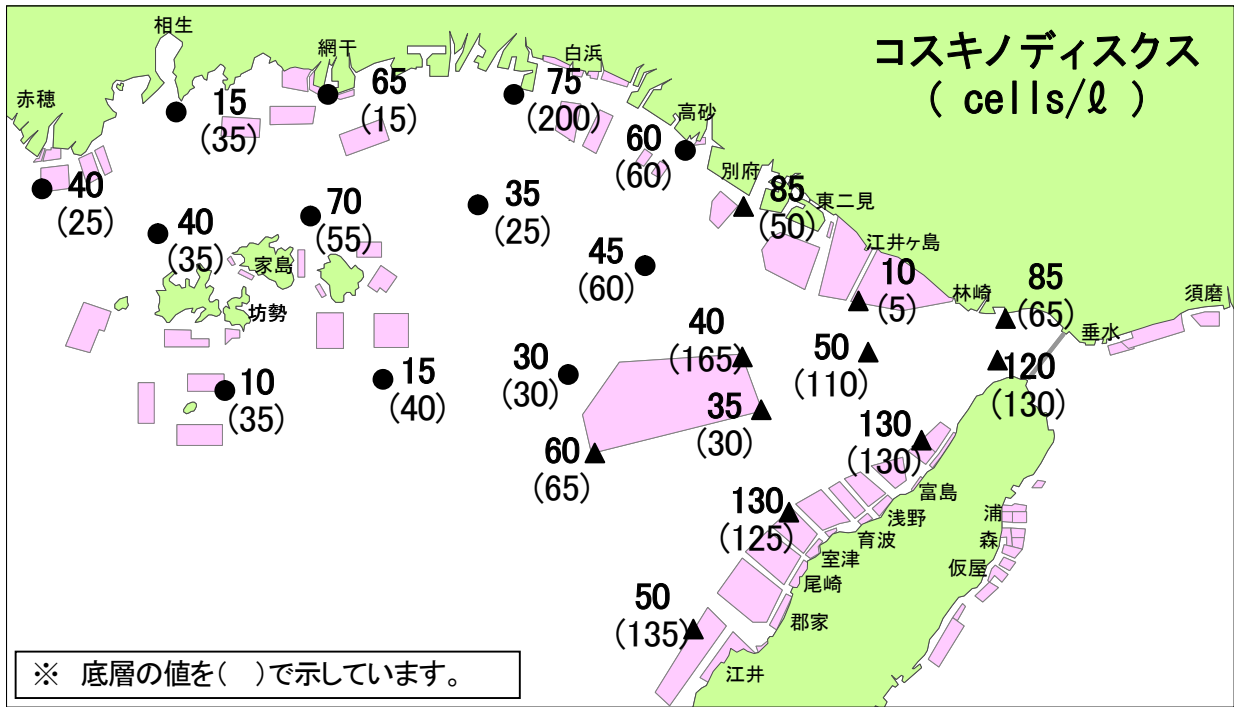 コスキノディスクス
( cells/ℓ )
相生
網干
白浜
赤穂
高砂
別府
東二見
江井ヶ島
林崎
垂水
須磨
家島
坊勢
15
(35)
65
(15)
75
(200)
60
(60)
40
(25)
40
(35)
70
(55)
35
(25)
85
(50)
45
(60)
10
(5)
85
(65)
40
(165)
50
(110)
120
(130)
10
(35)
15
(40)
30
(30)
35
(30)
60
(65)
130
(130)
130
(125)
50
(135)
富島
浅野
育波
室津
尾崎
郡家
江井
浦
森
仮屋
※ 底層の値を( )で示しています。